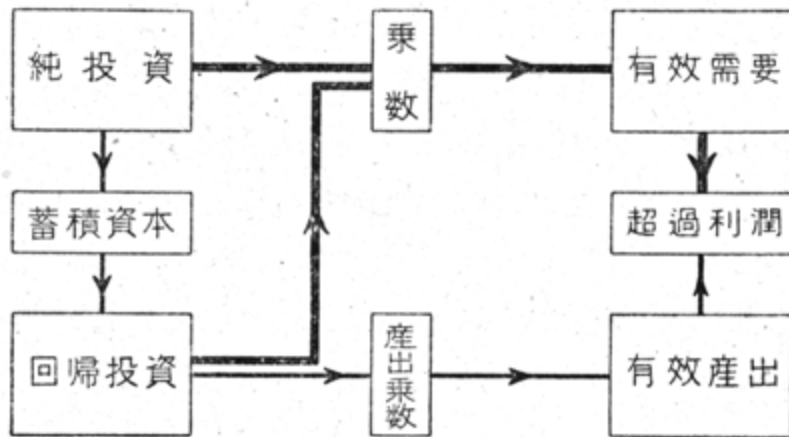 純投資
乗数
有効需要
蓄積資本
超過利潤
回帰投資
産出乗数
有効産出